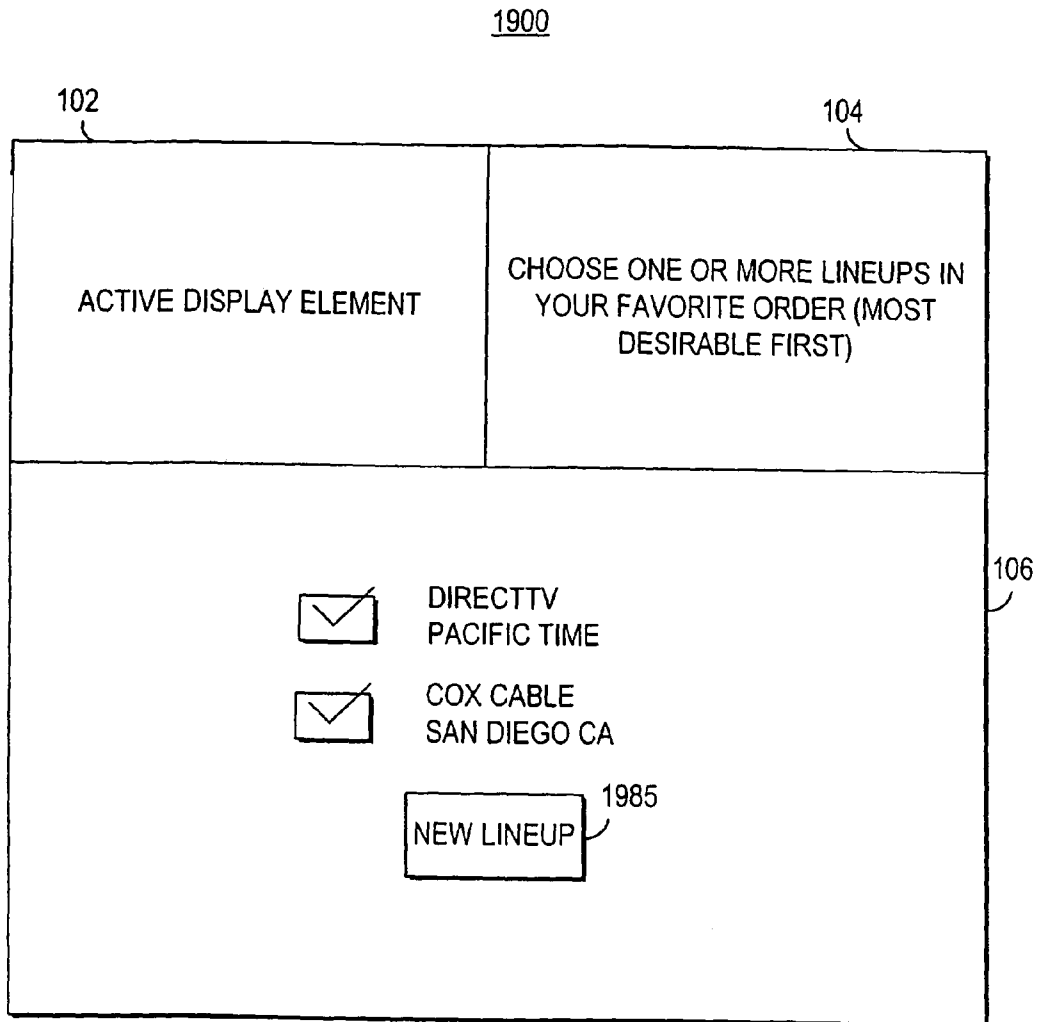 1900
102
104
ACTIVE DISPLAY ELEMENT
CHOOSE ONE OR MORE LINEUPS IN
YOUR FAVORITE ORDER (MOST
DESIRABLE FIRST)
106
DIRECTTV
PACIFIC TIME
COX CABLE
SAN DIEGO CA
1985
NEW LINEUP